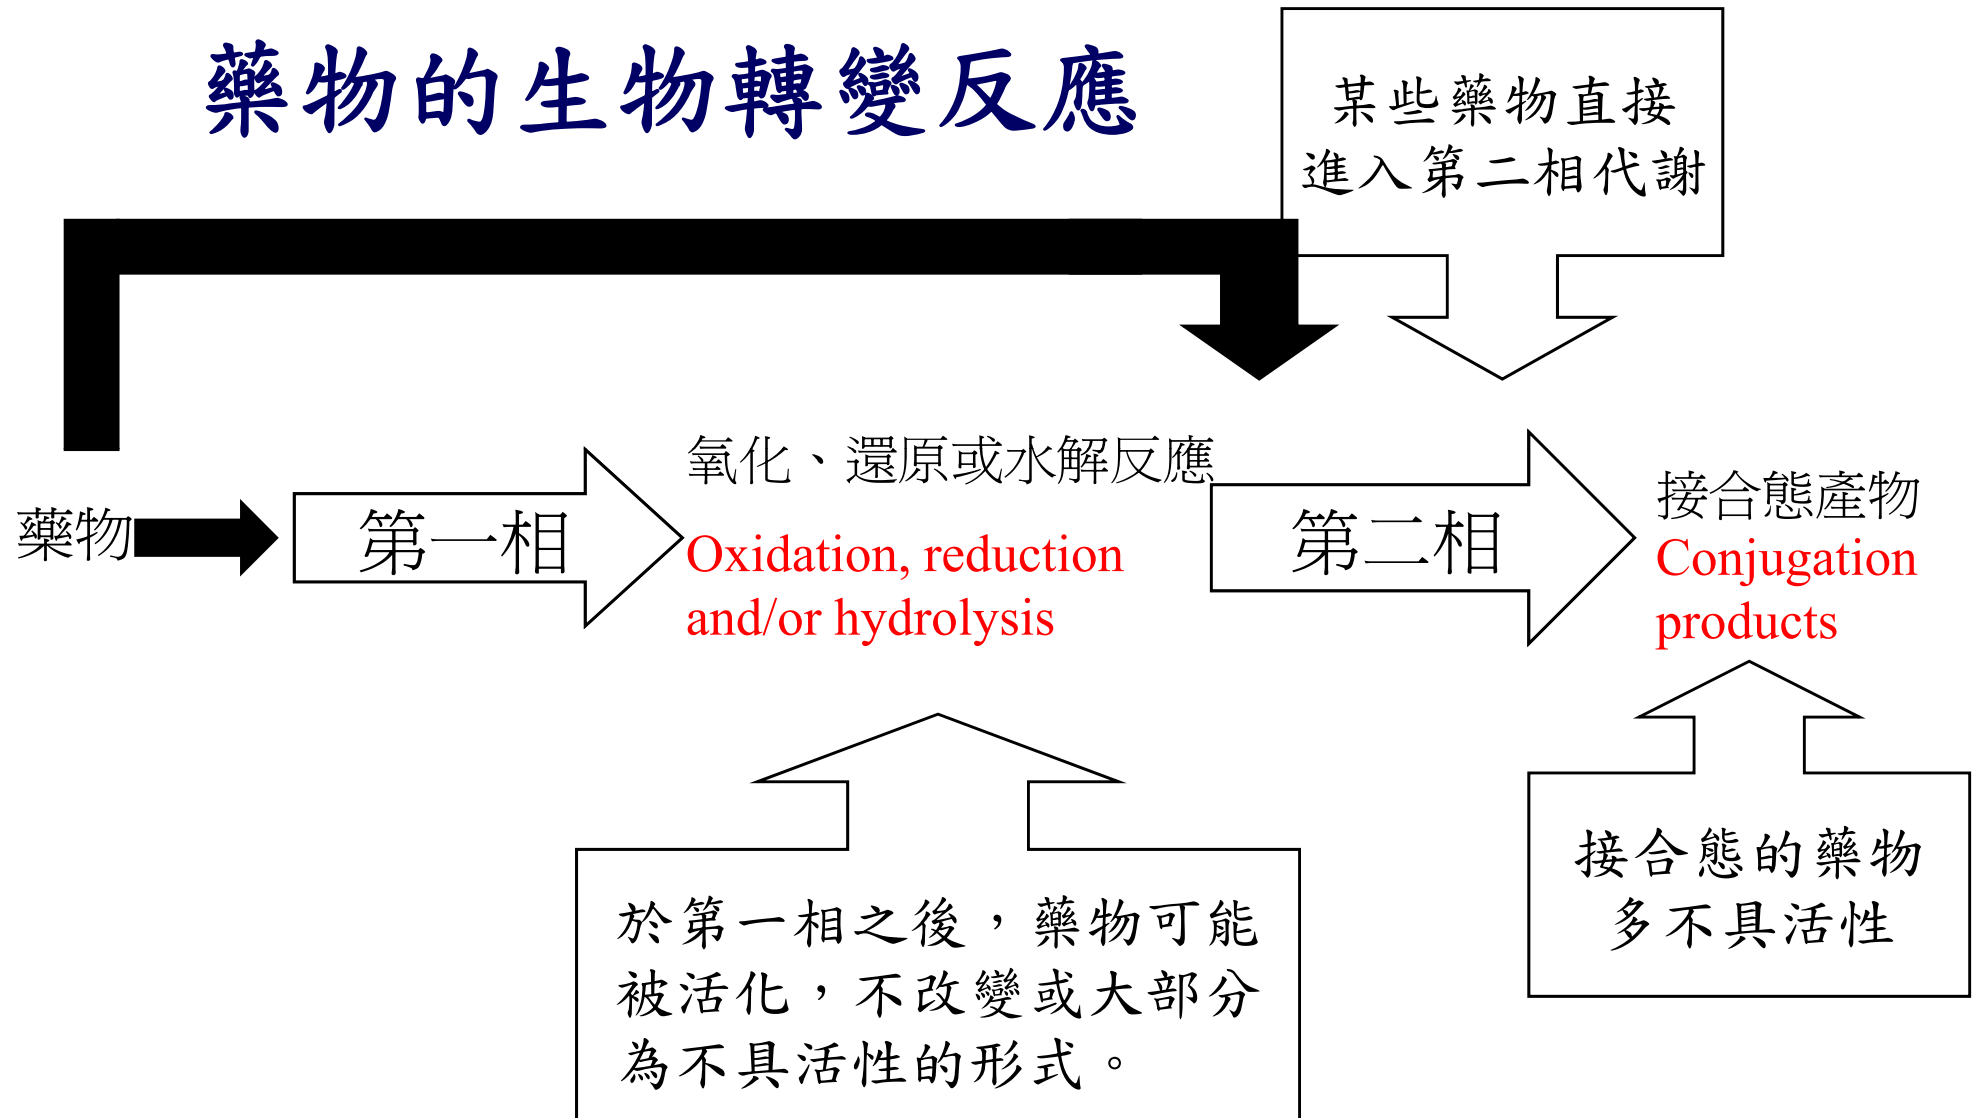 藥物的生物轉變反應
某些藥物直接
進入第二相代謝
藥物
第一相
氧化、還原或水解反應
Oxidation, reduction
and/or hydrolysis
第二相
接合態產物
Conjugation
products
於第一相之後，藥物可能
被活化，不改變或大部分
為不具活性的形式。
接合態的藥物
多不具活性